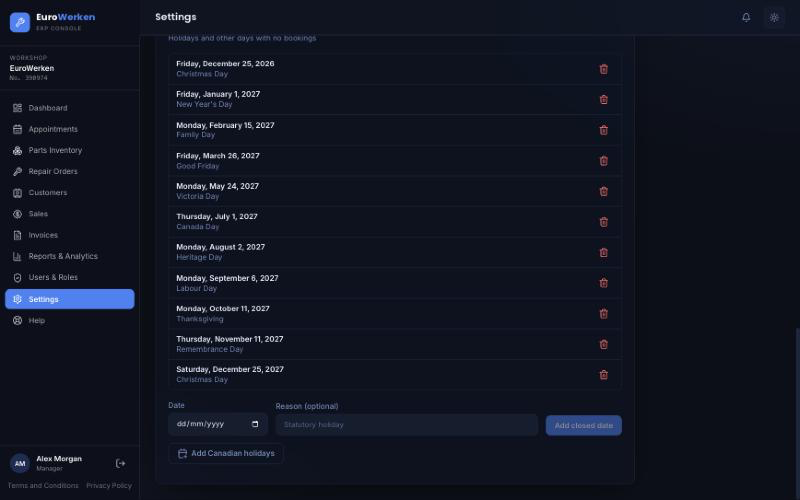 EuroWerken
ERP CONSOLE
WORKSHOP
EuroWerken
No. 390974
Dashboard
Appointments
Parts Inventory
Repair Orders
Customers
Sales
Invoices
Reports & Analytics
Users & Roles
Settings
Help
AM
Alex Morgan
Manager
Terms and Conditions Privacy Policy
Settings
Holidays and other days with no bookings
Friday, December 25, 2026
Christmas Day
Friday, January 1, 2027
New Year's Day
Monday, February 15, 2027
Family Day
Friday, March 26, 2027
Good Friday
Monday, May 24, 2027
Victoria Day
Thursday, July 1, 2027
Canada Day
Monday, August 2, 2027
Heritage Day
Monday, September 6, 2027
Labour Day
Monday, October 11, 2027
Thanksgiving
Thursday, November 11, 2027
Remembrance Day
Saturday, December 25, 2027
Christmas Day
Date Reason (optional)
dd/mm/yyyy Statutory holiday Add closed date
Add Canadian holidays